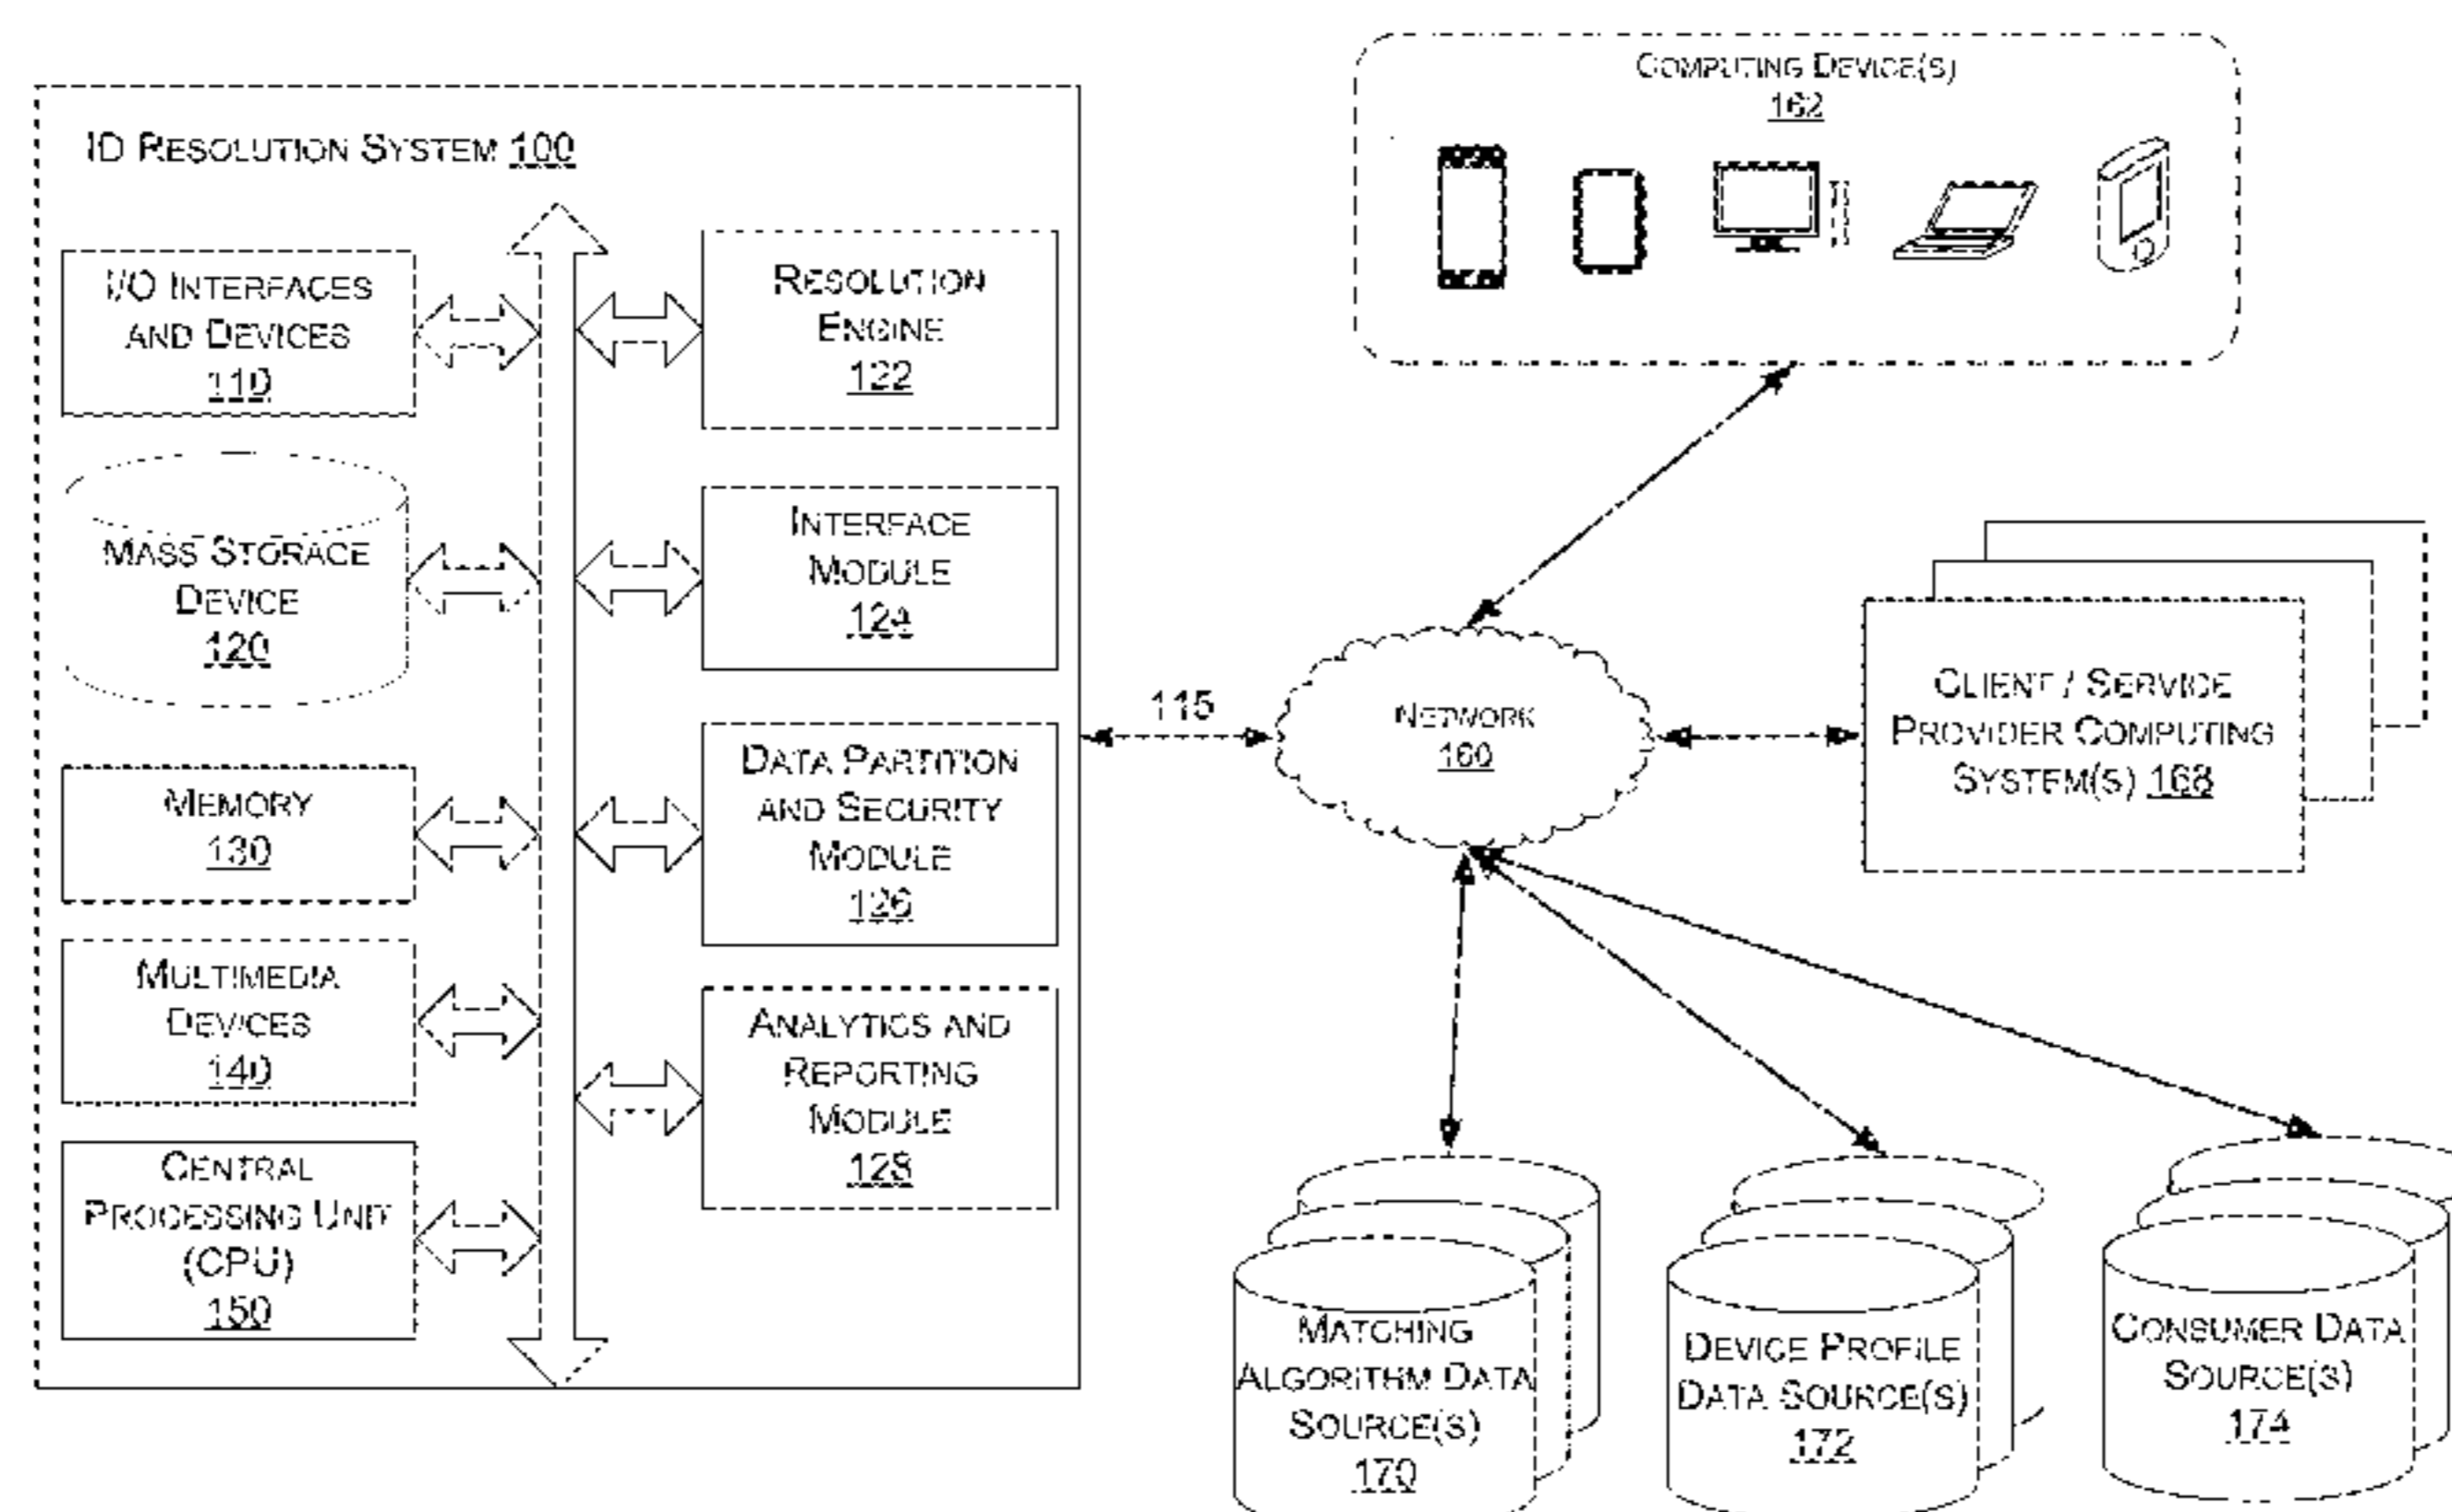 ID RESOLUTION SYSTEM 100
I/O INTERFACES
AND DEVICES
110
MASS STORAGE
DEVICE
120
MEMORY
130
MULTIMEDIA
DEVICES
140
CENTRAL
PROCESSING UNIT
(CPU)
150
RESOLUTION
ENGINE
122
INTERFACE
MODULE
124
DATA PARTITION
AND SECURITY
MODULE
126
ANALYTICS AND
REPORTING
MODULE
128
115
COMPUTING DEVICE(S)
162
NETWORK
160
CLIENT / SERVICE
PROVIDER COMPUTING
SYSTEM(S) 168
MATCHING
ALGORITHM DATA
SOURCE(S)
170
DEVICE PROFILE
DATA SOURCE(S)
172
CONSUMER DATA
SOURCE(S)
174